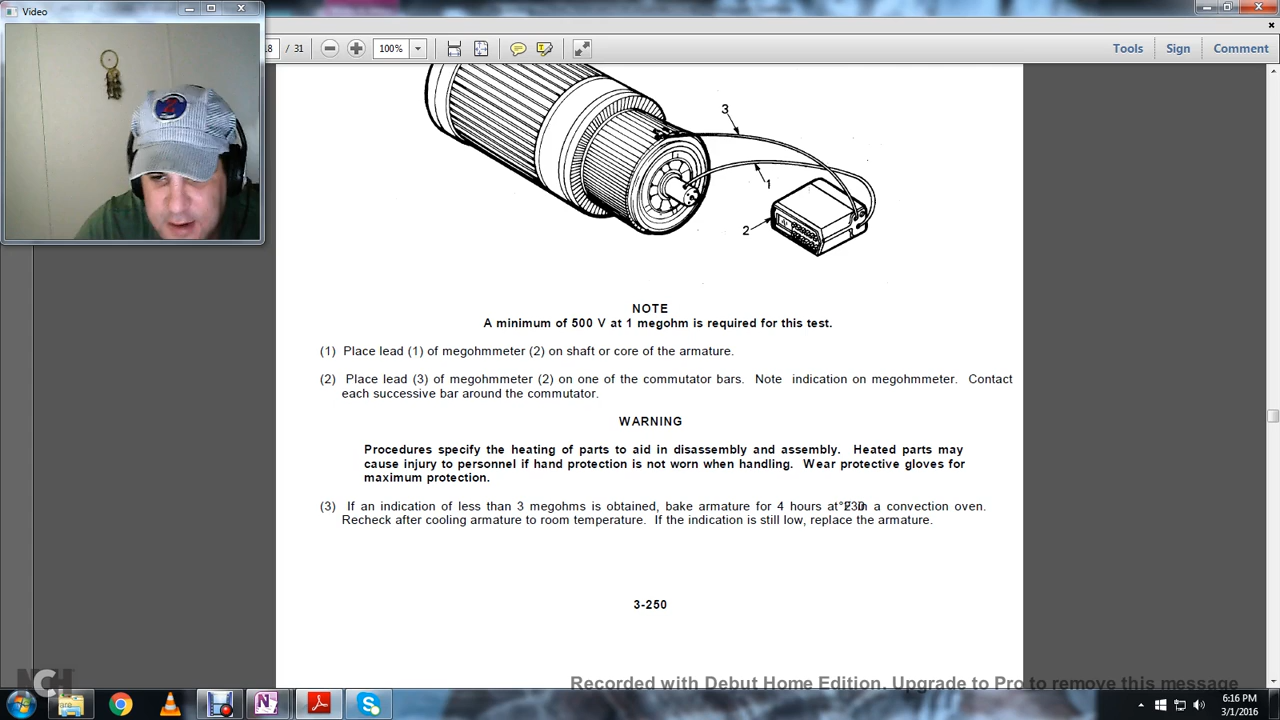 Video
18 / 31
100%
Tools
Sign
Comment
3
1
2
NOTE
A minimum of 500 V at 1 megohm is required for this test.
(1) Place lead (1) of megohmmeter (2) on shaft or core of the armature.
(2) Place lead (3) of megohmmeter (2) on one of the commutator bars. Note indication on megohmmeter. Contact
each successive bar around the commutator.
WARNING
Procedures specify the heating of parts to aid in disassembly and assembly. Heated parts may
cause injury to personnel if hand protection is not worn when handling. Wear protective gloves for
maximum protection.
(3) If an indication of less than 3 megohms is obtained, bake armature for 4 hours at in a convection oven.
Recheck after cooling armature to room temperature. If the indication is still low, replace the armature.
3-250
NCH
Recorded with Debut Home Edition. Upgrade to Pro to remove this message
6:16 PM
3/1/2016